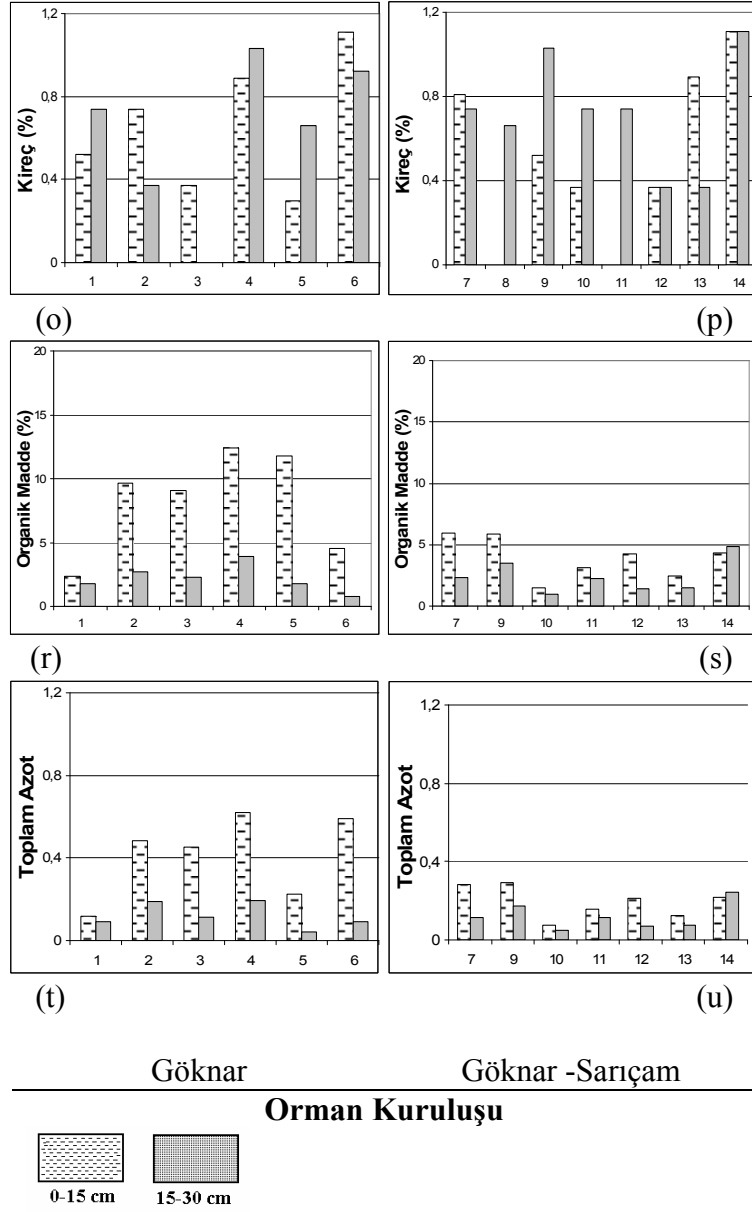 1,2
0,8
0,4
0
Kireç (%)
1 2 3 4 5 6
(o)
1,2
0,8
0,4
0
Kireç (%)
7 8 9 10 11 12 13 14
(p)
20
15
10
5
0
Organik Madde (%)
1 2 3 4 5 6
(r)
20
15
10
5
0
Organik Madde (%)
7 9 10 11 12 13 14
(s)
1,2
0,8
0,4
0
Toplam Azot
1 2 3 4 5 6
(t)
1,2
0,8
0,4
0
Toplam Azot
7 9 10 11 12 13 14
(u)
Göknar Göknar -Sarıçam
Orman Kuruluşu
0-15 cm 15-30 cm